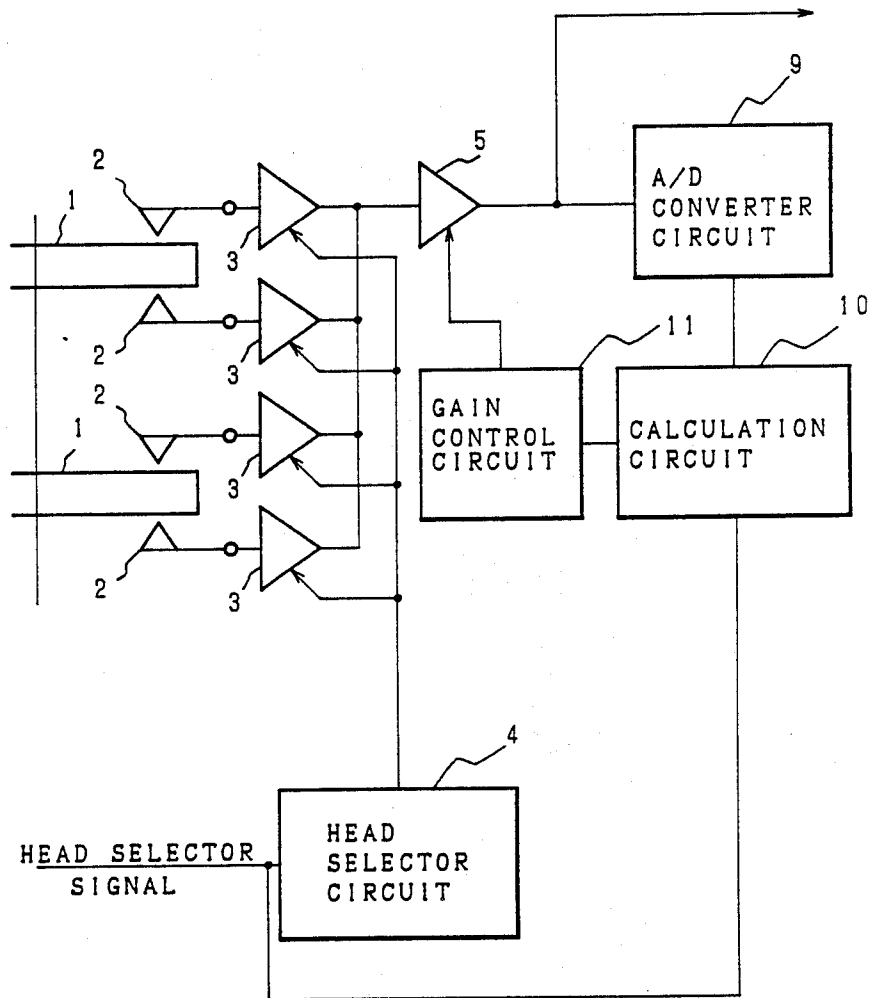 9
5
2
A/D
CONVERTER
CIRCUIT
1
3
2
3
11
10
2
GAIN
CONTROL
CIRCUIT
CALCULATION
CIRCUIT
1
3
2
3
4
HEAD
SELECTOR
CIRCUIT
HEAD SELECTOR
SIGNAL